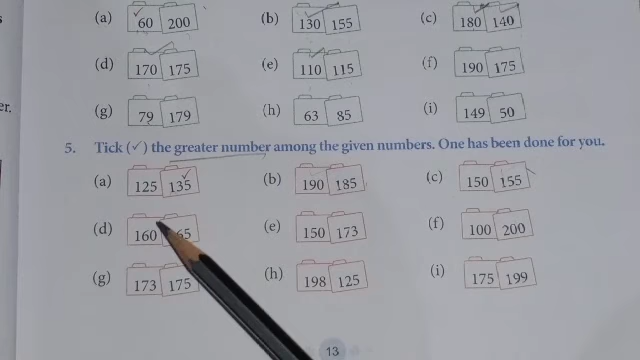 (a) 60 200 (b) 130 155 (c) 180 140
(d) 170 175 (e) 110 115 (f) 190 175
er.
(g) 79 179 (h) 63 85 (i) 149 50
5. Tick (✓) the greater number among the given numbers. One has been done for you.
(a) 125 135 (b) 190 185 (c) 150 155
(d) 160 65 (e) 150 173 (f) 100 200
(g) 173 175 (h) 198 125 (i) 175 199
13